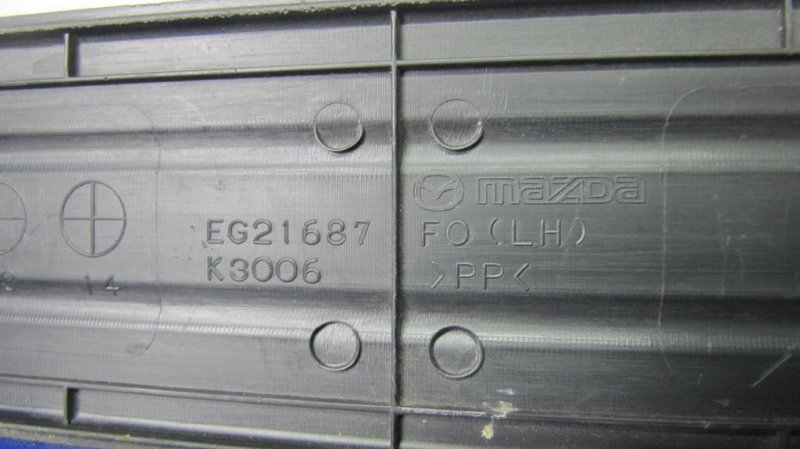 mazda
EG21687
FO(LH)
K3006
>PP<
14